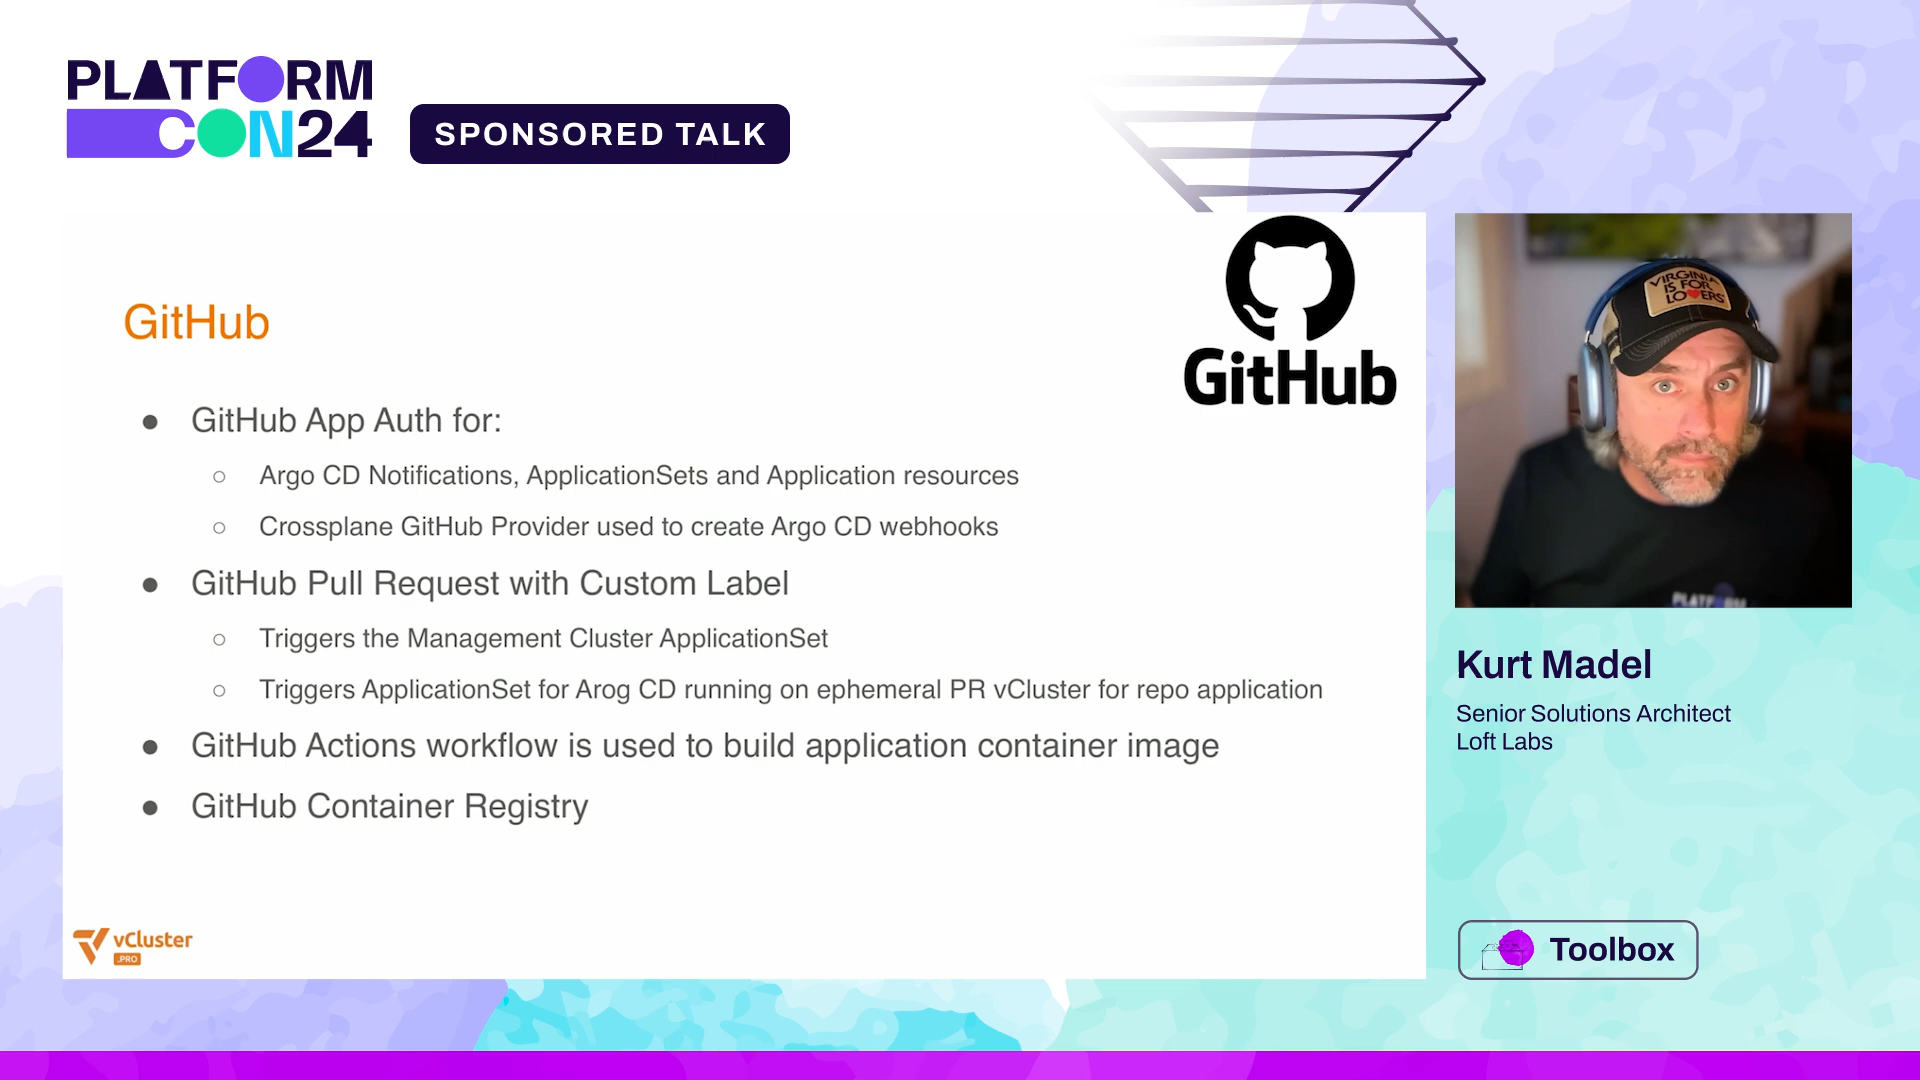 PLATFORM
CON24
SPONSORED TALK
GitHub
GitHub
● GitHub App Auth for:
○ Argo CD Notifications, ApplicationSets and Application resources
○ Crossplane GitHub Provider used to create Argo CD webhooks
● GitHub Pull Request with Custom Label
○ Triggers the Management Cluster ApplicationSet
○ Triggers ApplicationSet for Arog CD running on ephemeral PR vCluster for repo application
● GitHub Actions workflow is used to build application container image
● GitHub Container Registry
vCluster
.PRO
VIRGINIA
IS FOR
LO♥ERS
PLATFORM
Kurt Madel
Senior Solutions Architect
Loft Labs
Toolbox